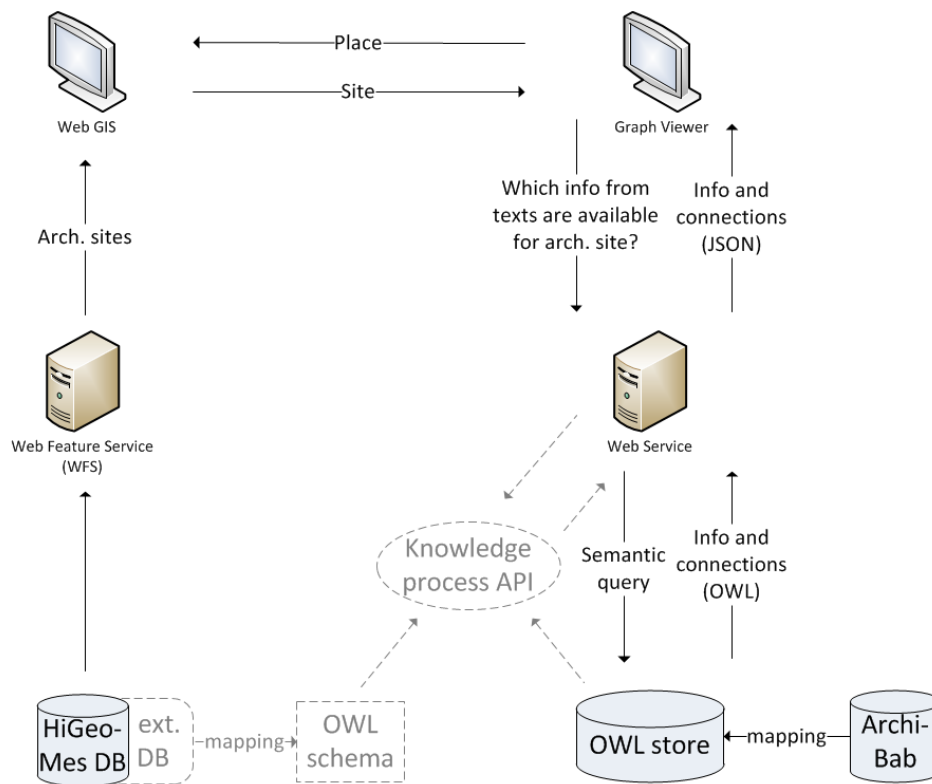 Place
Site
Web GIS
Graph Viewer
Which info from
texts are available
for arch. site?
Info and
connections
(JSON)
Arch. sites
Web Feature Service
(WFS)
Web Service
Knowledge
process API
Semantic
query
Info and
connections
(OWL)
HiGeo-
Mes DB
ext.
DB
mapping
OWL
schema
OWL store
mapping
Archi-
Bab